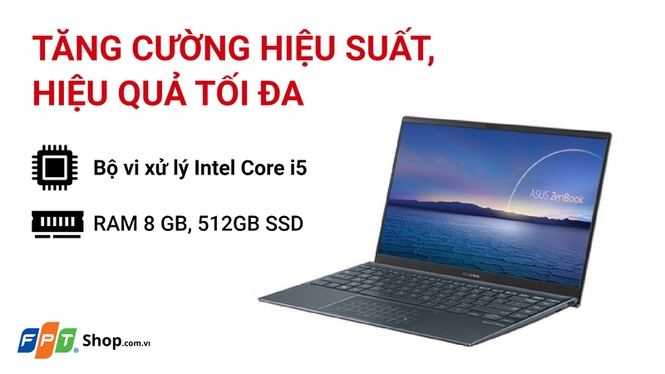 TĂNG CƯỜNG HIỆU SUẤT,
HIỆU QUẢ TỐI ĐA
Bộ vi xử lý Intel Core i5
RAM 8 GB, 512GB SSD
ASUS ZenBook
FPT® Shop.com.vn